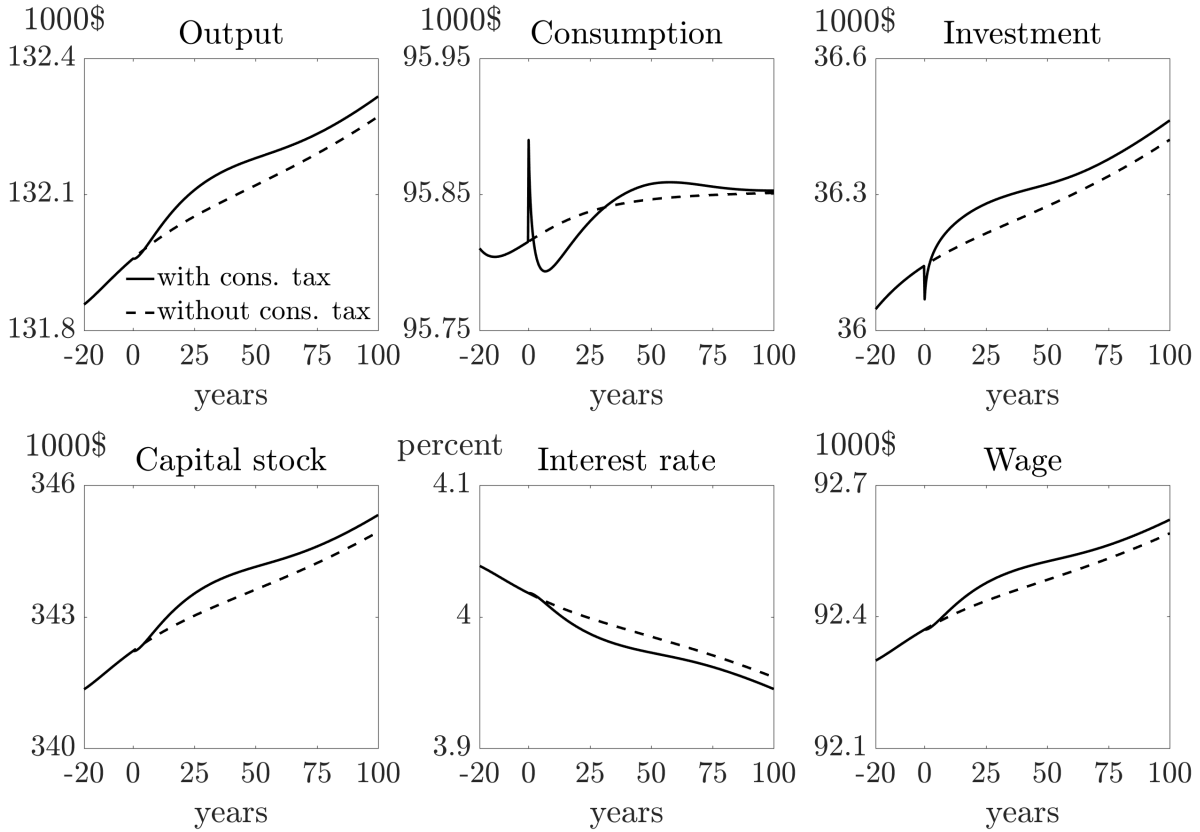 1000$ Output
132.4
132.1
131.8
with cons. tax
without cons. tax
-20 0 25 50 75 100
years
1000$ Consumption
95.95
95.85
95.75
-20 0 25 50 75 100
years
1000$ Investment
36.6
36.3
36
-20 0 25 50 75 100
years
1000$ Capital stock
346
343
340
-20 0 25 50 75 100
years
percent Interest rate
4.1
4
3.9
-20 0 25 50 75 100
years
1000$ Wage
92.7
92.4
92.1
-20 0 25 50 75 100
years